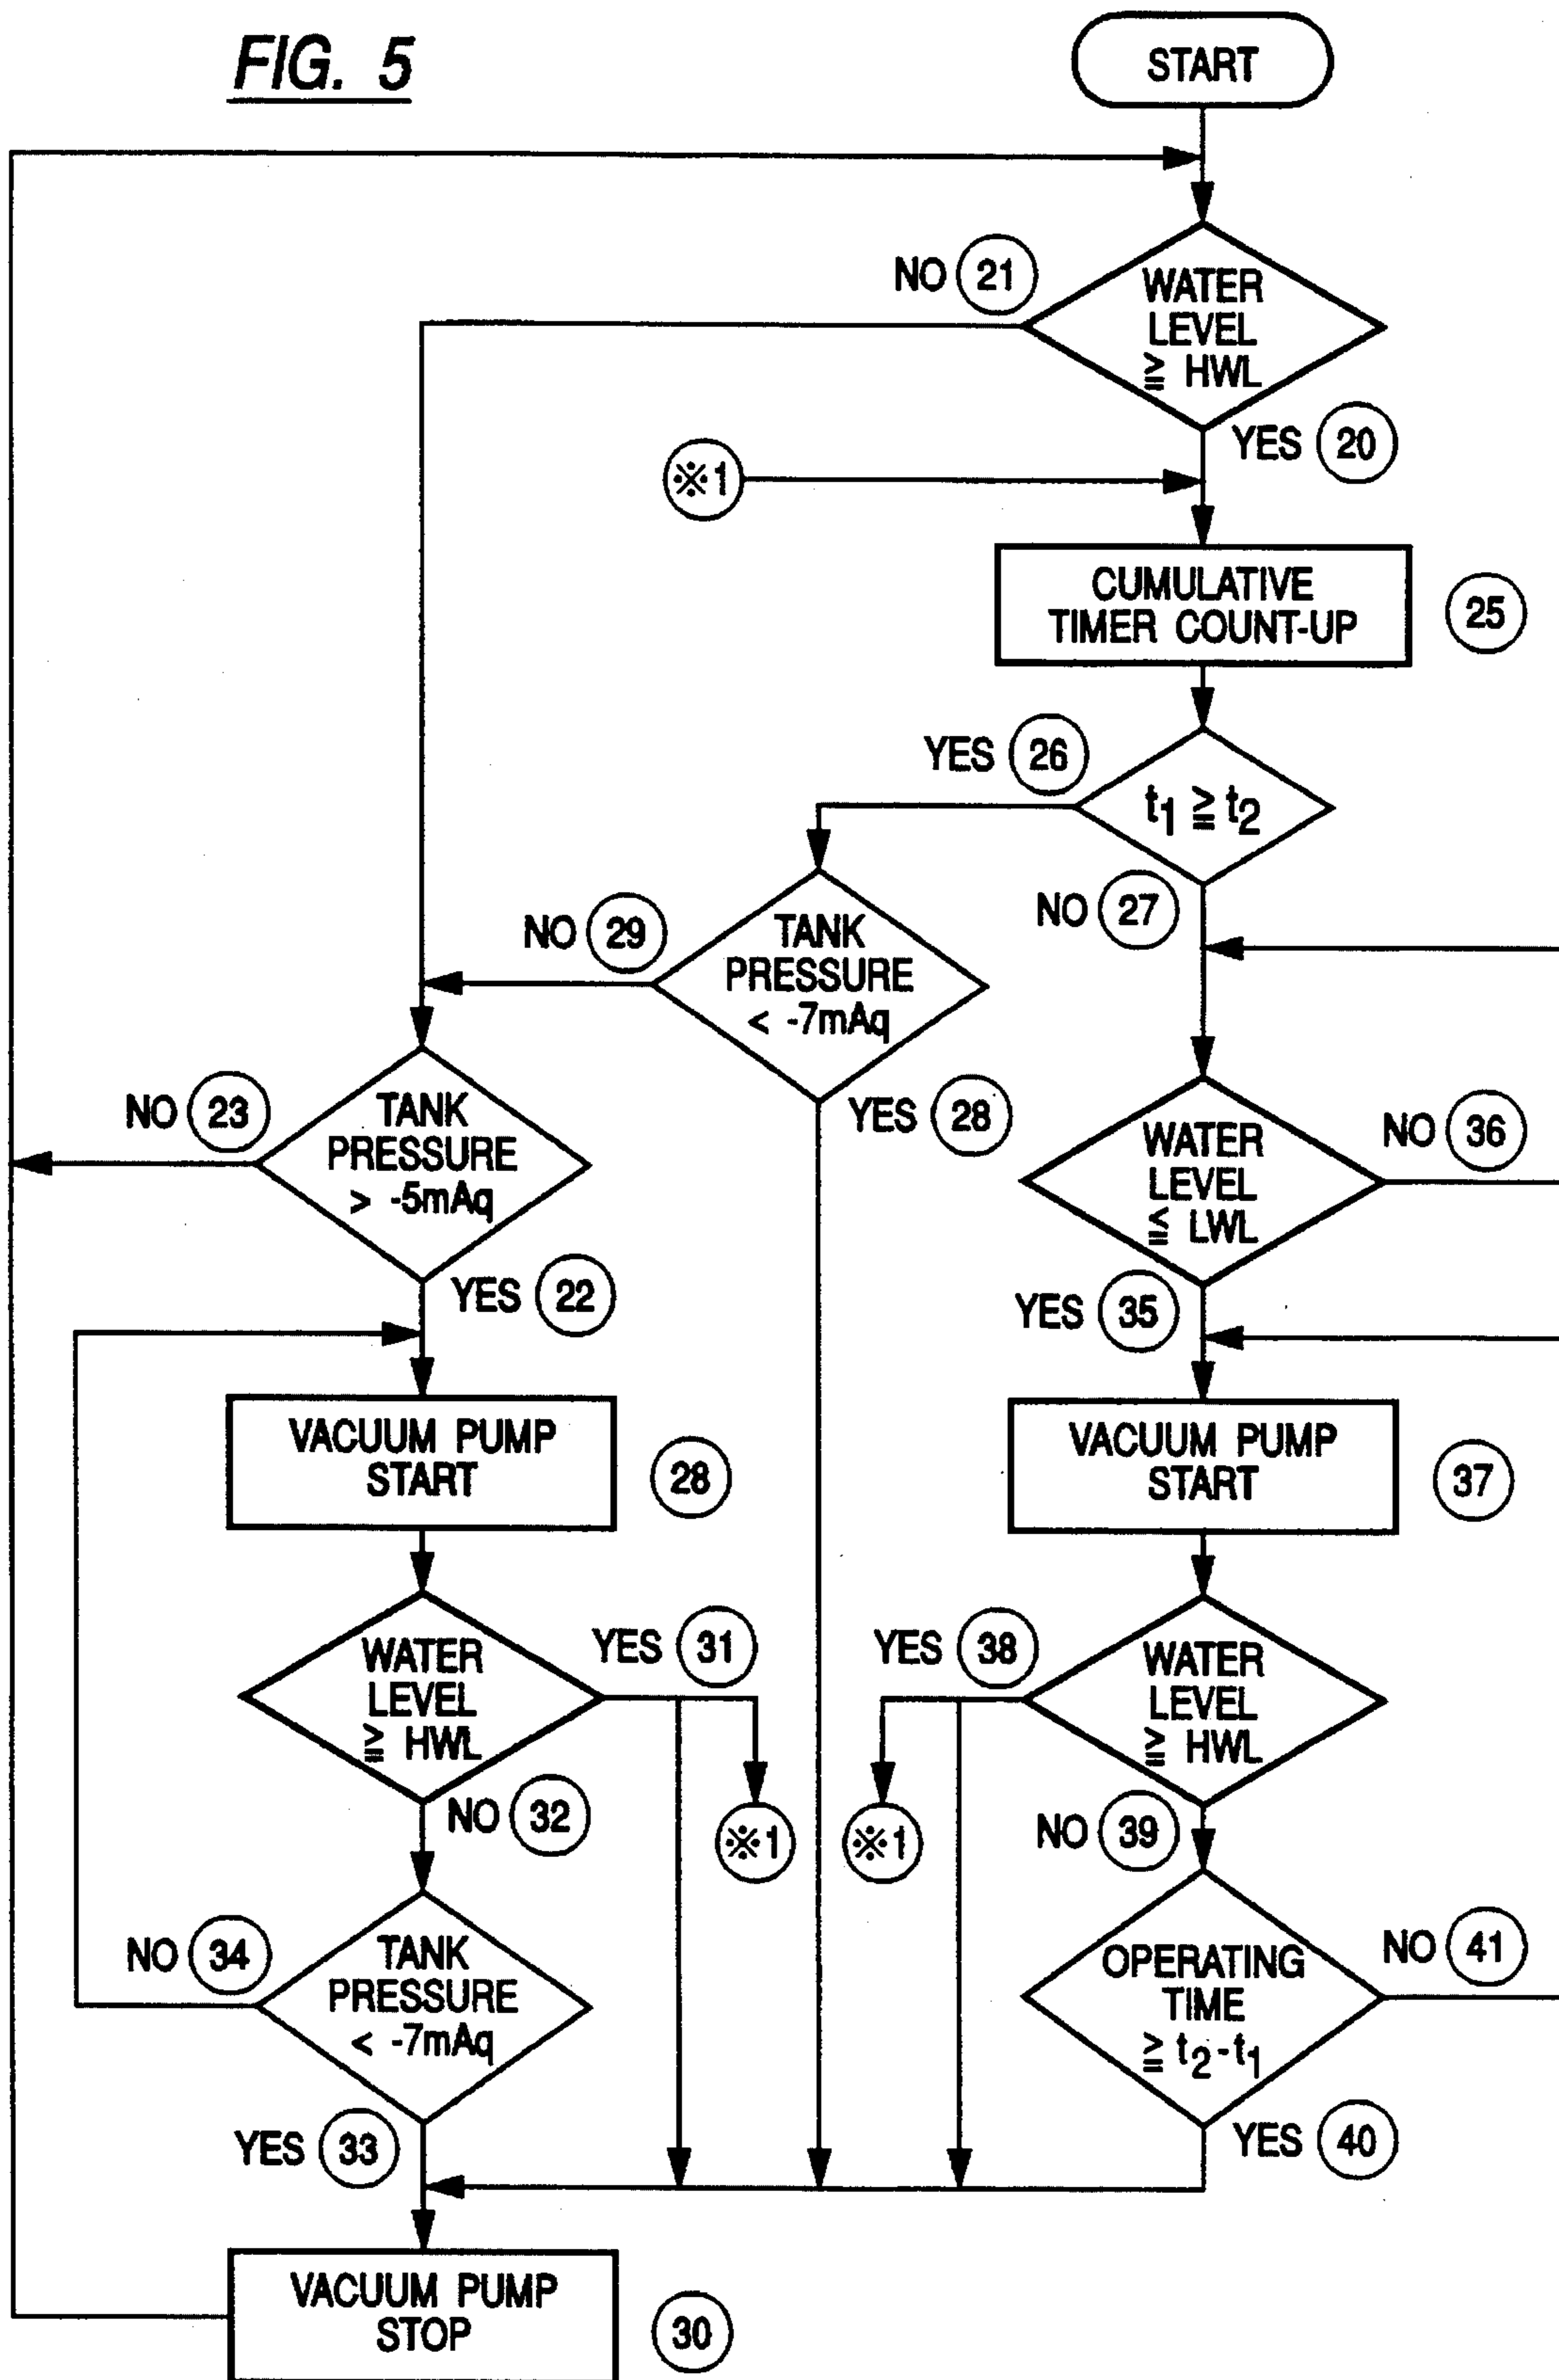 FIG. 5
START
NO 21
WATER
LEVEL
≧ HWL
YES 20
※1
CUMULATIVE
TIMER COUNT-UP
25
YES 26
t1 ≧ t2
NO 27
NO 29
TANK
PRESSURE
< -7mAq
YES 28
NO 23
TANK
PRESSURE
> -5mAq
YES 22
WATER
LEVEL
≦ LWL
NO 36
YES 35
VACUUM PUMP
START
28
VACUUM PUMP
START
37
WATER
LEVEL
≧ HWL
YES 31
NO 32
※1
YES 38
WATER
LEVEL
≧ HWL
※1
NO 39
NO 34
TANK
PRESSURE
< -7mAq
YES 33
OPERATING
TIME
≧ t2-t1
NO 41
YES 40
VACUUM PUMP
STOP
30